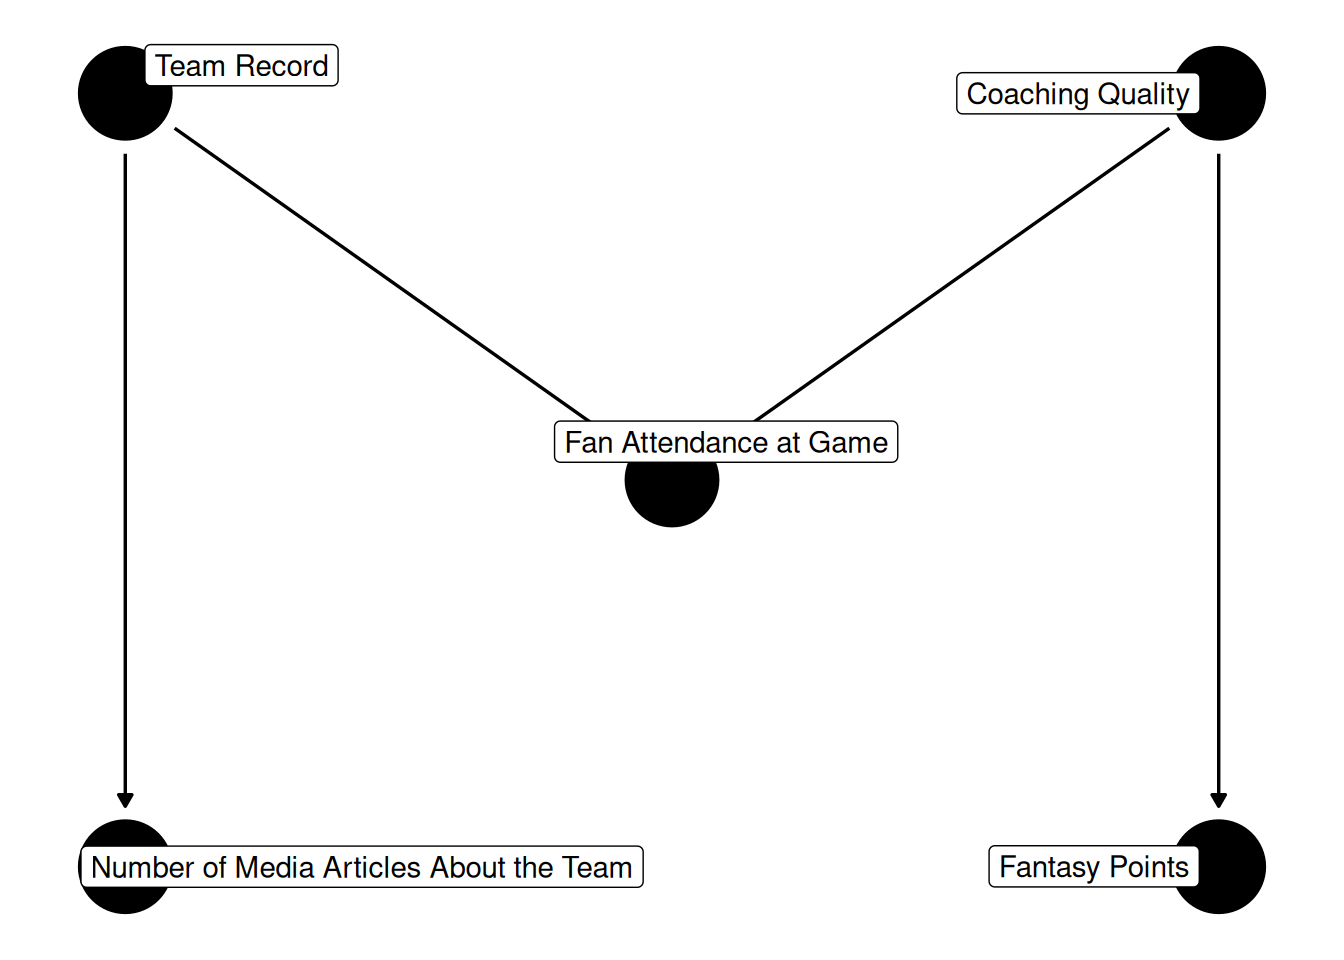 Team Record
Coaching Quality
Fan Attendance at Game
Number of Media Articles About the Team
Fantasy Points